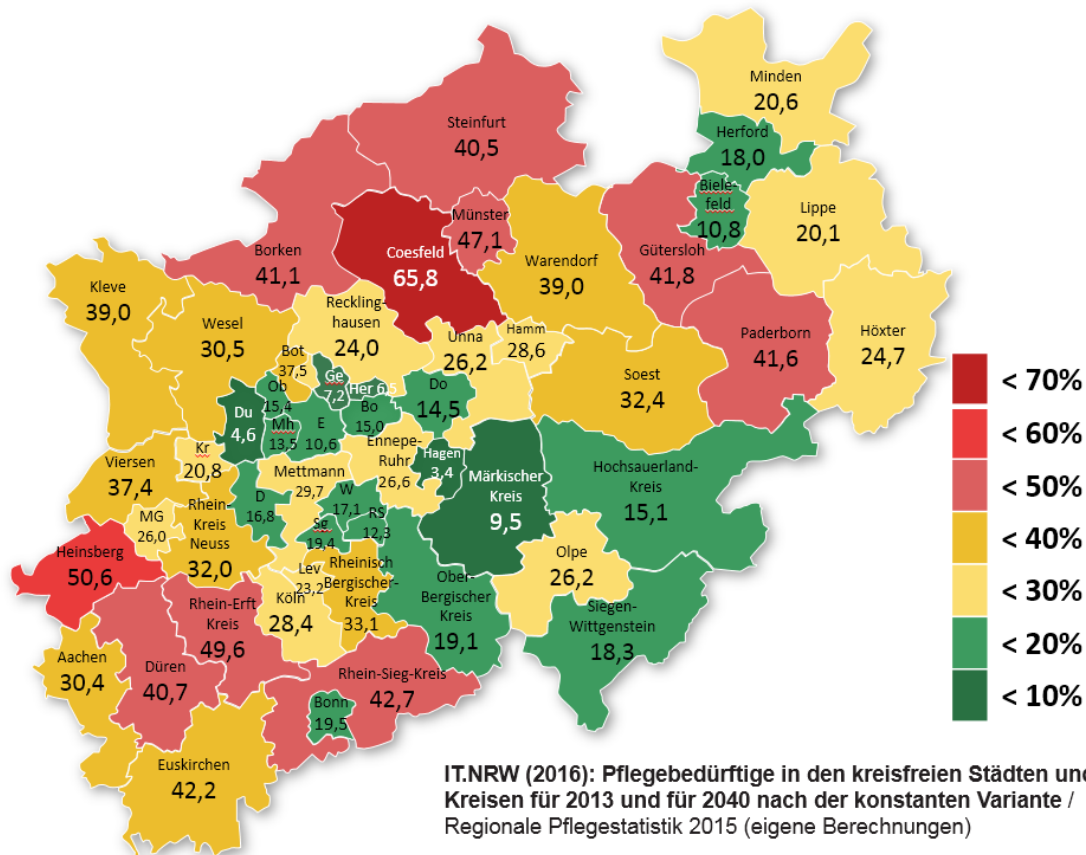 Minden
20,6
Herford
18,0
Steinfurt
40,5
Biele-
feld
10,8
Lippe
20,1
Münster
47,1
Borken
41,1
Coesfeld
65,8
Warendorf
39,0
Gütersloh
41,8
Kleve
39,0
Wesel
30,5
Reckling-
hausen
24,0
Unna
26,2
Hamm
28,6
Paderborn
41,6
Höxter
24,7
Bot
37,5
Soest
32,4
Ge
7,2
Her 6,5
Ob
15,4
Do
14,5
Bo
15,0
Du
4,6
Mh
13,5
E
10,6
Ennepe-
Ruhr
26,6
Hagen
3,4
Kr
20,8
Viersen
37,4
Mettmann
29,7
Märkischer
Kreis
9,5
Hochsauerland-
Kreis
15,1
D
16,8
W
17,1
RS
12,3
MG
26,0
Rhein-
Kreis
Neuss
32,0
Sg
19,4
Heinsberg
50,6
Lev
23,2
Rheinisch
Bergischer-
Kreis
33,1
Ober-
Bergischer
Kreis
19,1
Olpe
26,2
Rhein-Erft
Kreis
49,6
Köln
28,4
Siegen-
Wittgenstein
18,3
Aachen
30,4
Düren
40,7
Rhein-Sieg-Kreis
42,7
Bonn
19,5
Euskirchen
42,2
< 70%
< 60%
< 50%
< 40%
< 30%
< 20%
< 10%
IT.NRW (2016): Pflegebedürftige in den kreisfreien Städten und
Kreisen für 2013 und für 2040 nach der konstanten Variante /
Regionale Pflegestatistik 2015 (eigene Berechnungen)